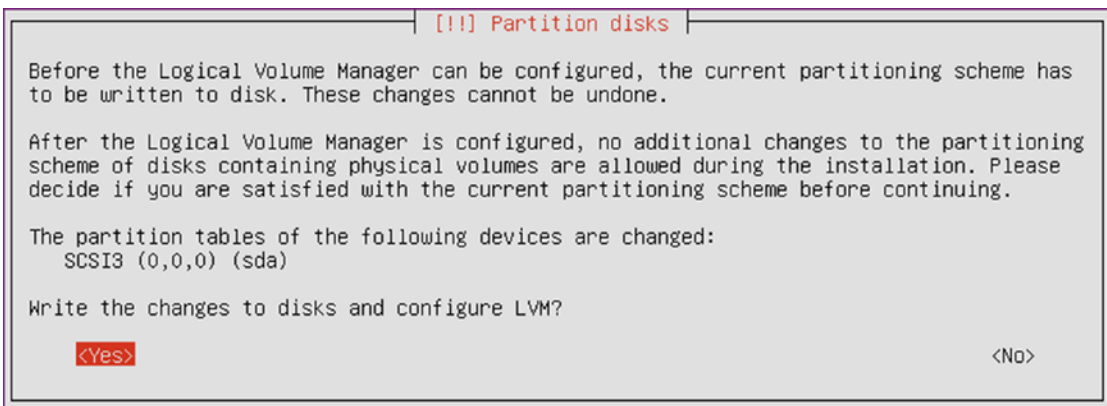 [!!] Partition disks
Before the Logical Volume Manager can be configured, the current partitioning scheme has
to be written to disk. These changes cannot be undone.
After the Logical Volume Manager is configured, no additional changes to the partitioning
scheme of disks containing physical volumes are allowed during the installation. Please
decide if you are satisfied with the current partitioning scheme before continuing.
The partition tables of the following devices are changed:
SCSI3 (0,0,0) (sda)
Write the changes to disks and configure LVM?
<Yes> <No>